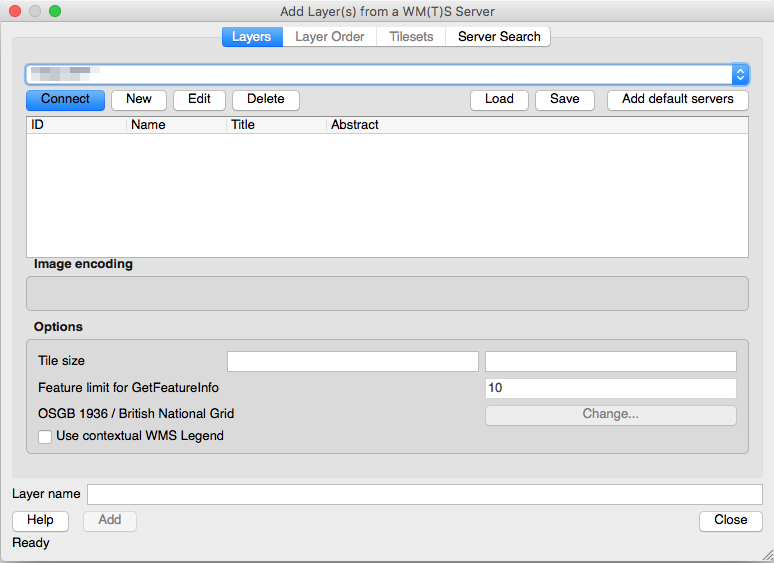 Add Layer(s) from a WM(T)S Server
Layers Layer Order Tilesets Server Search
Connect New Edit Delete Load Save Add default servers
ID Name Title Abstract
Image encoding
Options
Tile size
Feature limit for GetFeatureInfo 10
OSGB 1936 / British National Grid Change...
Use contextual WMS Legend
Layer name
Help Add Close
Ready